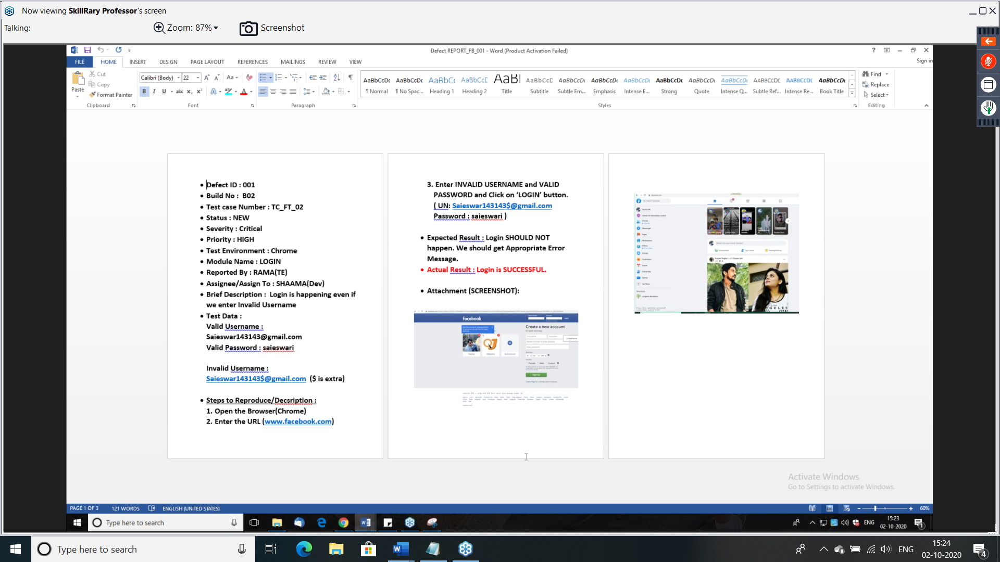 Now viewing SkillRary Professor's screen
Talking:
Zoom: 87%
Screenshot
Defect REPORT_FB_001 - Word (Product Activation Failed)
Sign in
FILE HOME INSERT DESIGN PAGE LAYOUT REFERENCES MAILINGS REVIEW VIEW
Paste
Cut
Copy
Format Painter
Clipboard
Calibri (Body) 22
Font
Paragraph
AaBbCcDc AaBbCcDc AaBbCc AaBbCcC AaBl AaBbCcD AaBbCcDc AaBbCcDc AaBbCcDc AaBbCcDc AaBbCcDc AaBbCcDc AaBbCcDc AaBbCcDc AaBbCcDc
¶ Normal ¶ No Spac... Heading 1 Heading 2 Title Subtitle Subtle Em... Emphasis Intense E... Strong Quote Intense Q... Subtle Ref... Intense Re... Book Title
Styles
Find
Replace
Select
Editing
• Defect ID : 001
• Build No : B02
• Test case Number : TC_FT_02
• Status : NEW
• Severity : Critical
• Priority : HIGH
• Test Environment : Chrome
• Module Name : LOGIN
• Reported By : RAMA(TE)
• Assignee/Assign To : SHAAMA(Dev)
• Brief Description : Login is happening even if
we enter Invalid Username
• Test Data :
Valid Username :
Saieswar143143@gmail.com
Valid Password : saieswari
Invalid Username :
Saieswar143143$@gmail.com ($ is extra)
• Steps to Reproduce/Decsription :
1. Open the Browser(Chrome)
2. Enter the URL (www.facebook.com)
3. Enter INVALID USERNAME and VALID
PASSWORD and Click on ‘LOGIN’ button.
( UN: Saieswar143143$@gmail.com
Password : saieswari )
• Expected Result : Login SHOULD NOT
happen. We should get Appropriate Error
Message.
• Actual Result : Login is SUCCESSFUL.
• Attachment (SCREENSHOT):
facebook
Create a new account
Sign Up
Activate Windows
Go to Settings to activate Windows.
PAGE 1 OF 3 121 WORDS ENGLISH (UNITED STATES)
60%
Type here to search
ENG
15:23
02-10-2020
1
Type here to search
ENG
15:24
02-10-2020
4